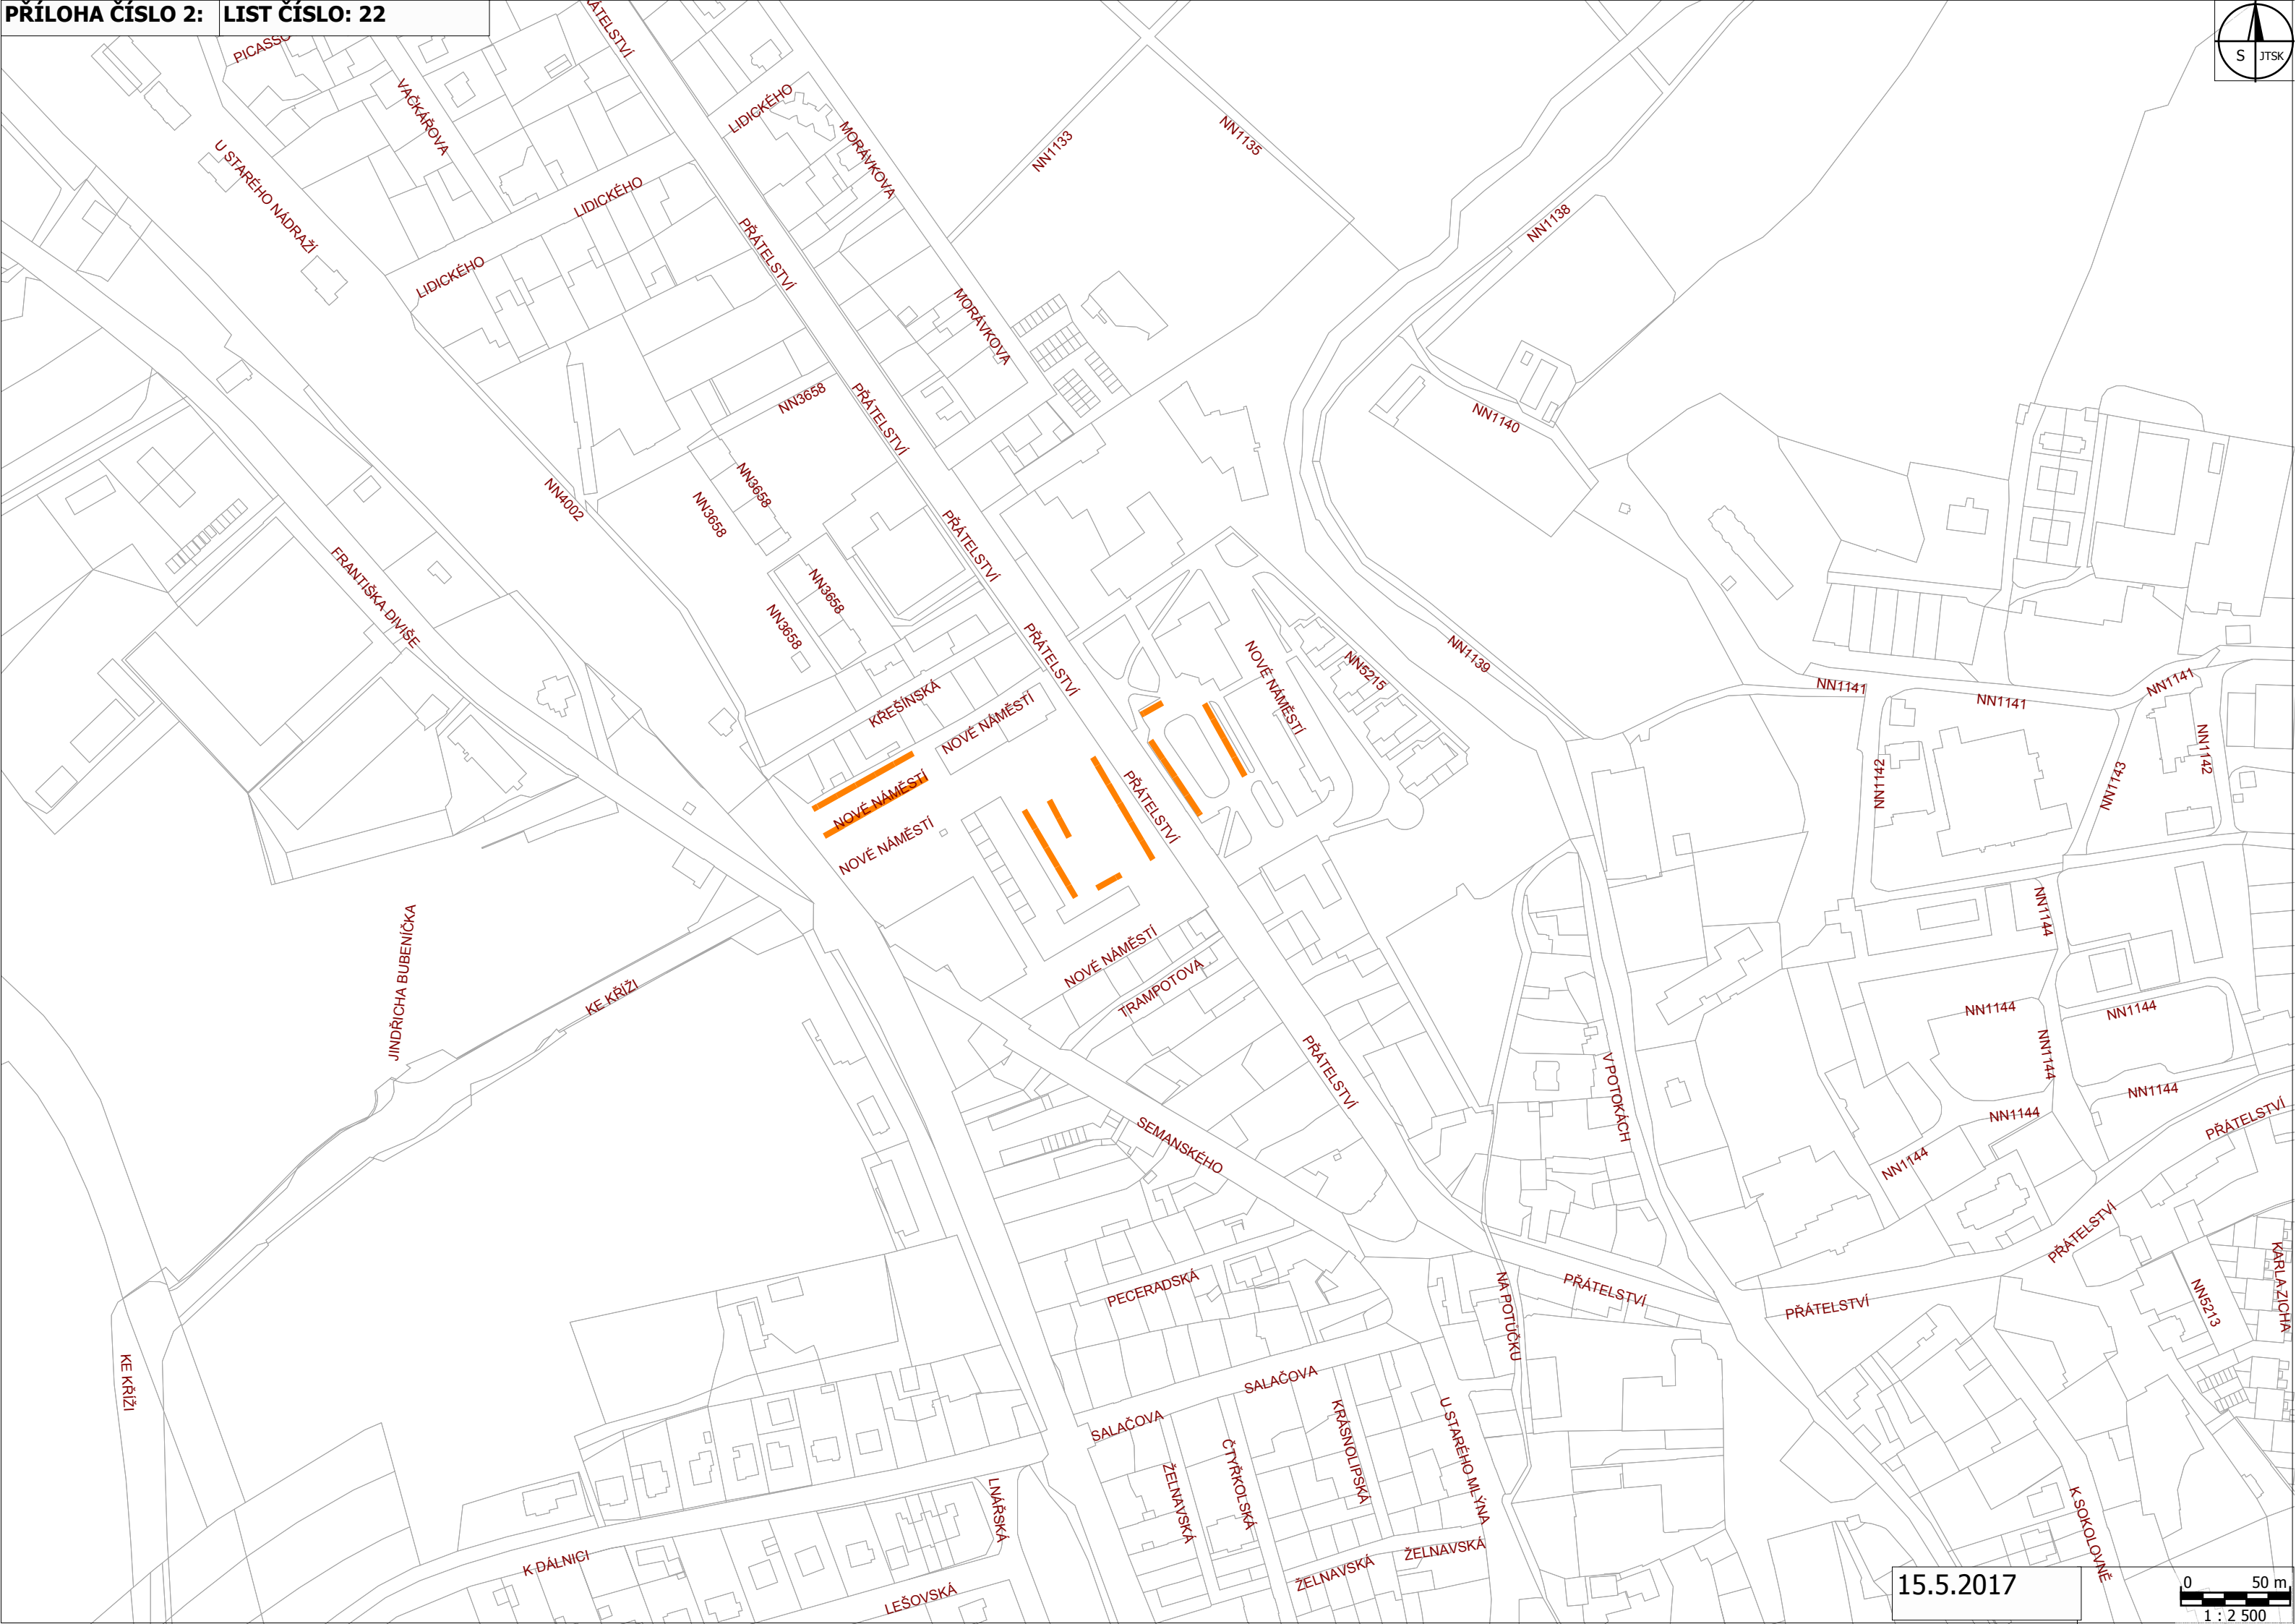 PŘÍLOHA ČÍSLO 2: LIST ČÍSLO: 22
S JTSK
PICASSO
VAČKÁŘOVA
PŘÁTELSTVÍ
LIDICKÉHO
MORÁVKOVA
NN1133
NN1135
U STARÉHO NÁDRAŽÍ
LIDICKÉHO
LIDICKÉHO
PŘÁTELSTVÍ
NN1138
MORÁVKOVA
NN3658
PŘÁTELSTVÍ
NN1140
NN4002
NN3658
NN3658
PŘÁTELSTVÍ
FRANTIŠKA DIVIŠE
NN3658
NN3658
PŘÁTELSTVÍ
NOVÉ NÁMĚSTÍ
NN5215
NN1139
NN1141
NN1141
NN1141
KŘEŠÍNSKÁ
NOVÉ NÁMĚSTÍ
NOVÉ NÁMĚSTÍ
NOVÉ NÁMĚSTÍ
PŘÁTELSTVÍ
NN1142
NN1143
NN1142
JINDŘICHA BUBENÍČKA
KE KŘÍŽI
NOVÉ NÁMĚSTÍ
TRAMPOTOVA
NN1144
NN1144
NN1144
NN1144
NN1144
NN1144
NN1144
PŘÁTELSTVÍ
V POTOKÁCH
SEMANSKÉHO
PŘÁTELSTVÍ
PŘÁTELSTVÍ
KARLA ZICHA
NN5213
PECERADSKÁ
NA POTŮČKU
PŘÁTELSTVÍ
PŘÁTELSTVÍ
KE KŘÍŽI
SALAČOVA
SALAČOVA
KRÁSNOLIPSKÁ
U STARÉHO MLÝNA
ŽELNAVSKÁ
ČTYŘKOLSKÁ
LNÁŘSKÁ
K DÁLNICI
ŽELNAVSKÁ
ŽELNAVSKÁ
LEŠOVSKÁ
K SOKOLOVNĚ
15.5.2017
0 50 m
1 : 2 500